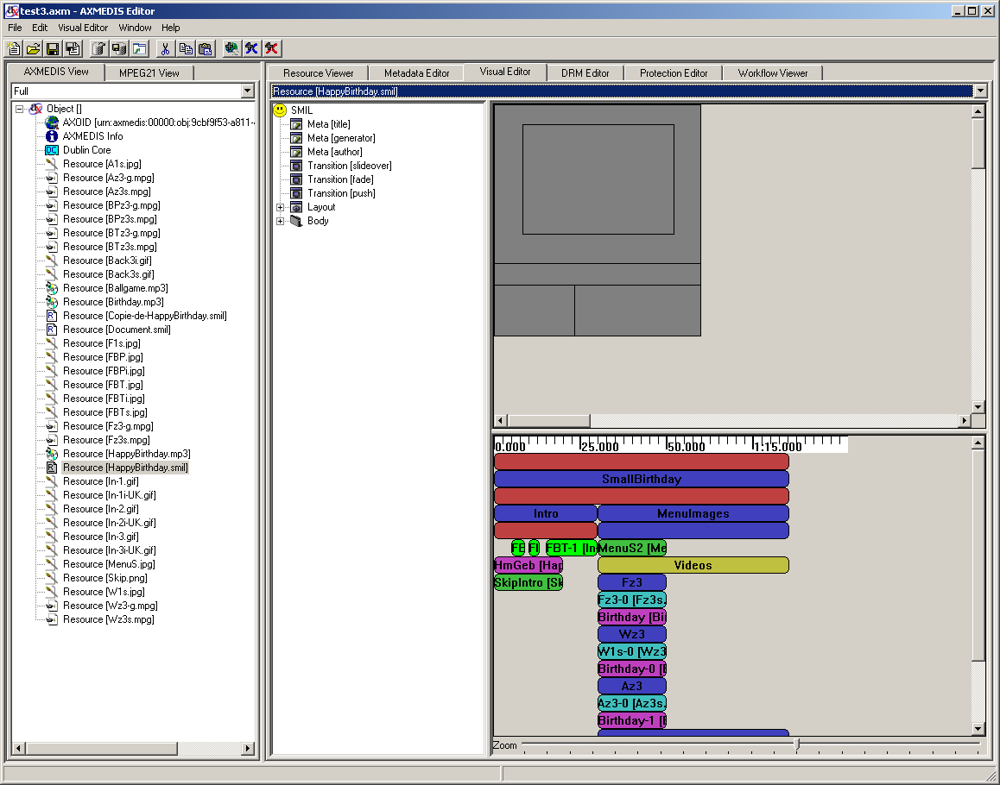 test3.axm - AXMEDIS Editor
File Edit Visual Editor Window Help
AXMEDIS View MPEG21 View
Full
Object []
AXOID [urn:axmedis:00000:obj:9cbf9f53-a811-
AXMEDIS Info
DC Dublin Core
Resource [A1s.jpg]
Resource [Az3-g.mpg]
Resource [Az3s.mpg]
Resource [BPz3-g.mpg]
Resource [BPz3s.mpg]
Resource [BTz3-g.mpg]
Resource [BTz3s.mpg]
Resource [Back3i.gif]
Resource [Back3s.gif]
Resource [Ballgame.mp3]
Resource [Birthday.mp3]
Resource [Copie-de-HappyBirthday.smil]
Resource [Document.smil]
Resource [F1s.jpg]
Resource [FBP.jpg]
Resource [FBPi.jpg]
Resource [FBT.jpg]
Resource [FBTi.jpg]
Resource [FBTs.jpg]
Resource [Fz3-g.mpg]
Resource [Fz3s.mpg]
Resource [HappyBirthday.mp3]
Resource [HappyBirthday.smil]
Resource [In-1.gif]
Resource [In-1i-UK.gif]
Resource [In-2.gif]
Resource [In-2i-UK.gif]
Resource [In-3.gif]
Resource [In-3i-UK.gif]
Resource [MenuS.jpg]
Resource [Skip.png]
Resource [W1s.jpg]
Resource [Wz3-g.mpg]
Resource [Wz3s.mpg]
Resource Viewer Metadata Editor Visual Editor DRM Editor Protection Editor Workflow Viewer
Resource [HappyBirthday.smil]
SMIL
Meta [title]
Meta [generator]
Meta [author]
Transition [slideover]
Transition [fade]
Transition [push]
Layout
Body
0.000 25.000 50.000 1:15.000
SmallBirthday
Intro MenuImages
FBT-1 [In MenuS2 [Me
HmGeb [Hap Videos
SkipIntro [Sk Fz3
Fz3-0 [Fz3s.
Birthday [Bi
Wz3
W1s-0 [Wz3
Birthday-0 [
Az3
Az3-0 [Az3s.
Birthday-1 [
Zoom